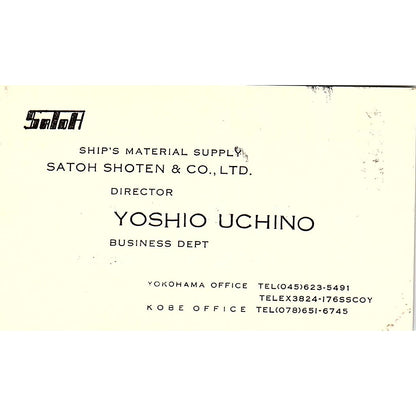 SATOH
SHIP'S MATERIAL SUPPLY
SATOH SHOTEN & CO., LTD.
DIRECTOR
YOSHIO UCHINO
BUSINESS DEPT
YOKOHAMA OFFICE TEL(045)623-5491
TELEX3824-176SSCOY
KOBE OFFICE TEL(078)651-6745